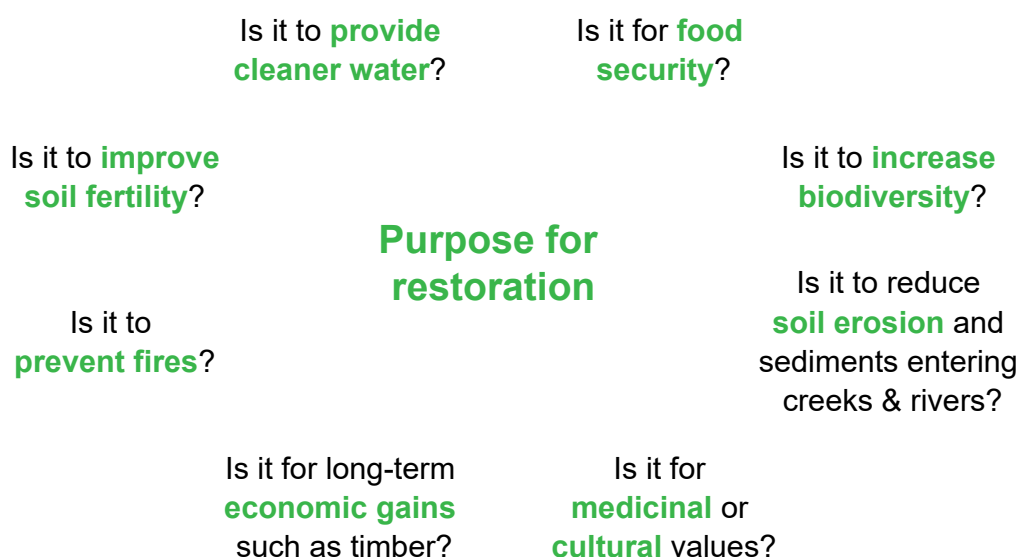 Is it to provide
cleaner water?
Is it for food
security?
Is it to improve
soil fertility?
Is it to increase
biodiversity?
Purpose for
restoration
Is it to reduce
soil erosion and
sediments entering
creeks & rivers?
Is it to
prevent fires?
Is it for long-term
economic gains
such as timber?
Is it for
medicinal or
cultural values?